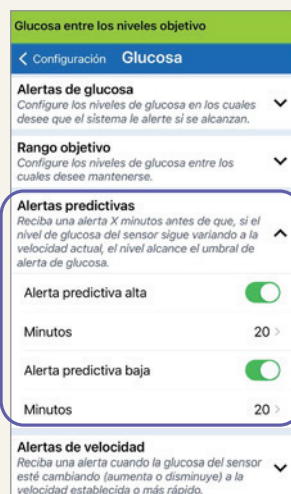 Glucosa entre los niveles objetivo
Configuración Glucosa
Alertas de glucosa
Configure los niveles de glucosa en los cuales
desee que el sistema le alerte si se alcanzan.
Rango objetivo
Configure los niveles de glucosa entre los
cuales desee mantenerse.
Alertas predictivas
Reciba una alerta X minutos antes de que, si el
nivel de glucosa del sensor sigue variando a la
velocidad actual, el nivel alcance el umbral de
alerta de glucosa.
Alerta predictiva alta
Minutos 20
Alerta predictiva baja
Minutos 20
Alertas de velocidad
Reciba una alerta cuando la glucosa del sensor
esté cambiando (aumenta o disminuye) a la
velocidad establecida o más rápido.